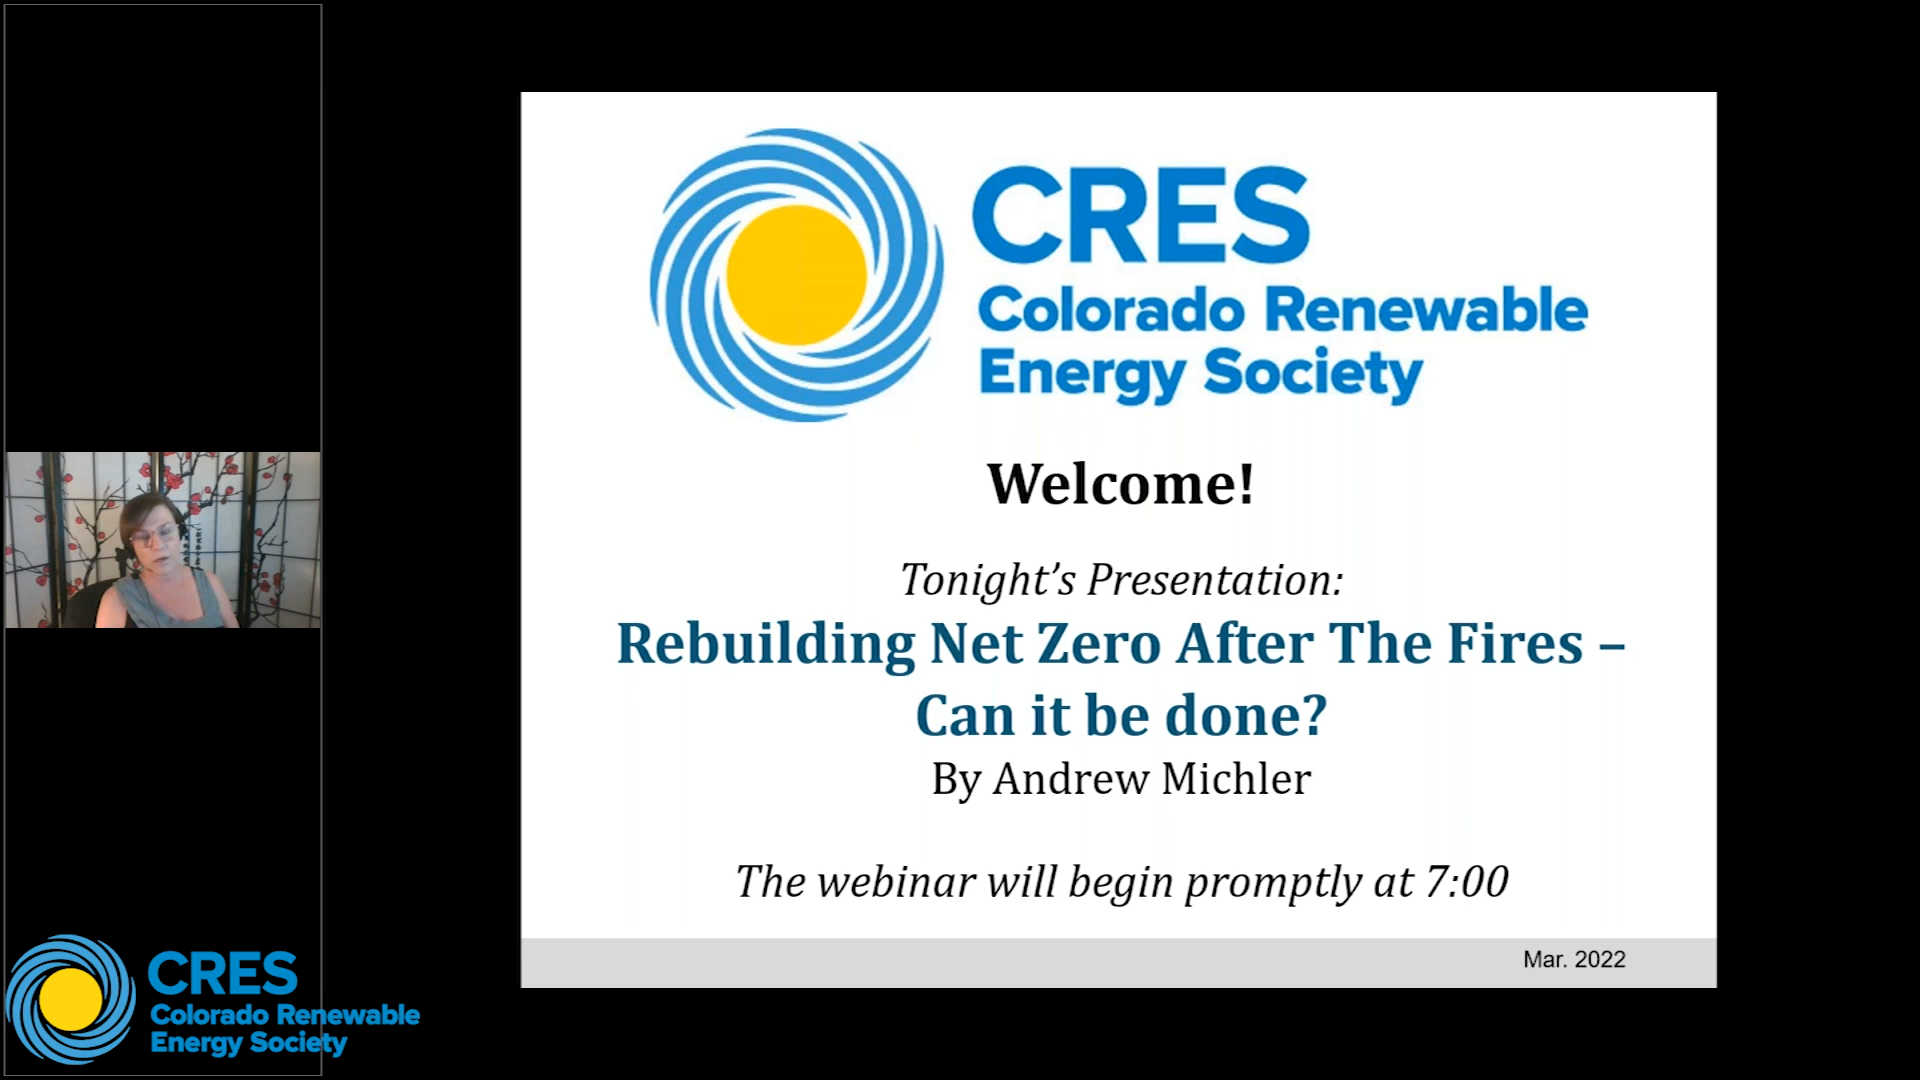 CRES
Colorado Renewable
Energy Society
Welcome!
Tonight's Presentation:
Rebuilding Net Zero After The Fires –
Can it be done?
By Andrew Michler
The webinar will begin promptly at 7:00
Mar. 2022
CRES
Colorado Renewable
Energy Society